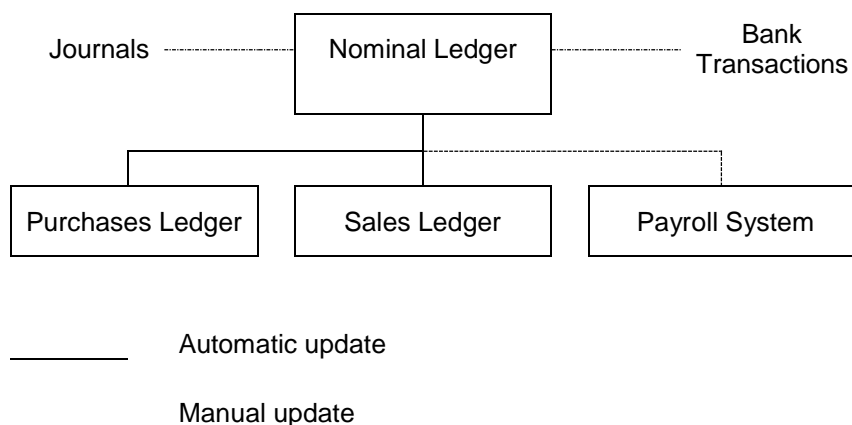 Journals
Nominal Ledger
Bank
Transactions
Purchases Ledger
Sales Ledger
Payroll System
Automatic update
Manual update